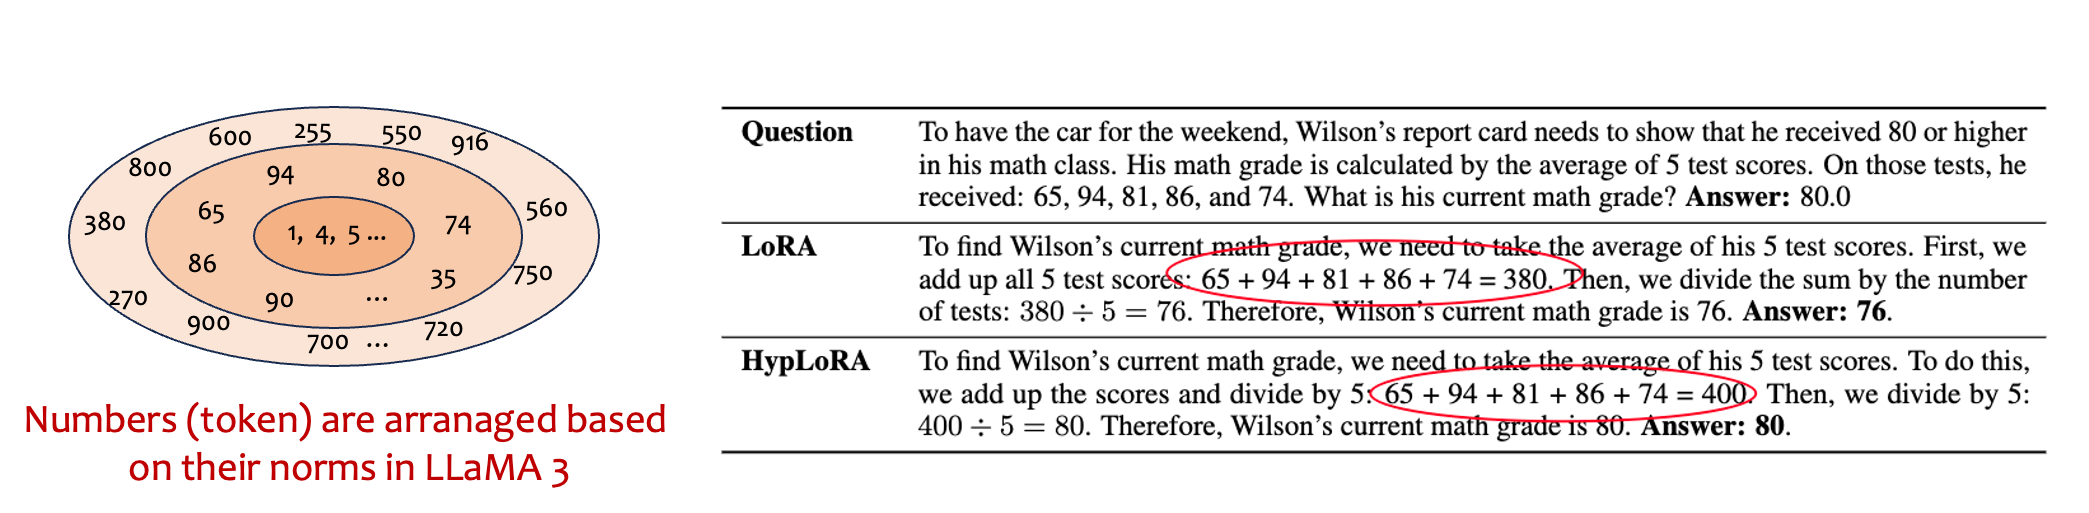 600 255 550 916
800 94 80
380 65 1, 4, 5 ... 74 560
86 35 750
270 90 ...
900 700 ... 720
Numbers (token) are arranaged based
on their norms in LLaMA 3
Question To have the car for the weekend, Wilson’s report card needs to show that he received 80 or higher
in his math class. His math grade is calculated by the average of 5 test scores. On those tests, he
received: 65, 94, 81, 86, and 74. What is his current math grade? Answer: 80.0
LoRA To find Wilson’s current math grade, we need to take the average of his 5 test scores. First, we
add up all 5 test scores: 65 + 94 + 81 + 86 + 74 = 380. Then, we divide the sum by the number
of tests: 380 ÷ 5 = 76. Therefore, Wilson’s current math grade is 76. Answer: 76.
HypLoRA To find Wilson’s current math grade, we need to take the average of his 5 test scores. To do this,
we add up the scores and divide by 5: 65 + 94 + 81 + 86 + 74 = 400. Then, we divide by 5:
400 ÷ 5 = 80. Therefore, Wilson’s current math grade is 80. Answer: 80.